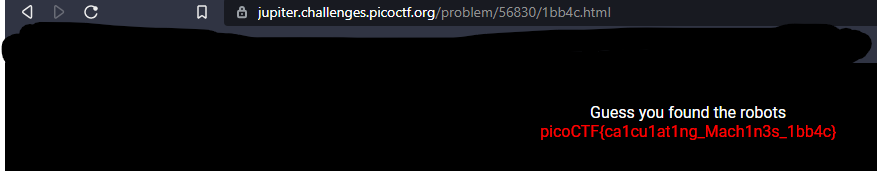 jupiter.challenges.picoctf.org/problem/56830/1bb4c.html
Guess you found the robots
picoCTF{ca1cu1at1ng_Mach1n3s_1bb4c}